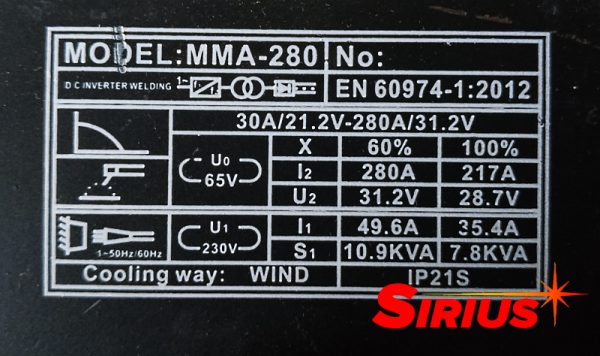 MODEL:MMA-280 No:
DC INVERTER WELDING 1~ EN 60974-1:2012
30A/21.2V-280A/31.2V
X 60% 100%
U0 65V I2 280A 217A
U2 31.2V 28.7V
1~50Hz/60Hz U1 230V I1 49.6A 35.4A
S1 10.9KVA 7.8KVA
Cooling way: WIND IP21S
SIRIUS